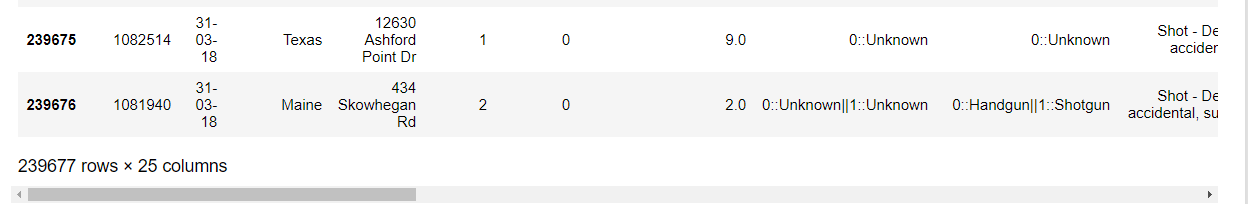 239675 1082514 31-03-18 Texas 12630 Ashford Point Dr 1 0 9.0 0::Unknown 0::Unknown Shot - De accider
239676 1081940 31-03-18 Maine 434 Skowhegan Rd 2 0 2.0 0::Unknown||1::Unknown 0::Handgun||1::Shotgun Shot - De accidental, su
239677 rows × 25 columns